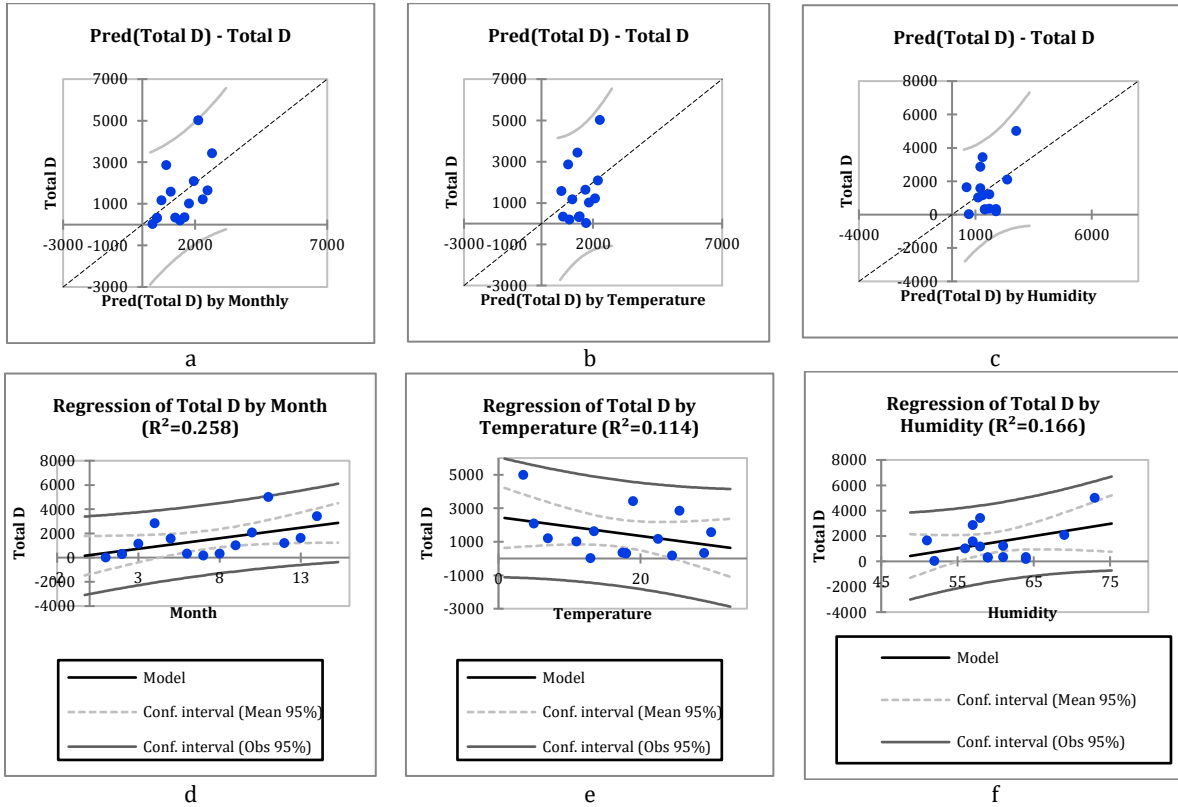 Pred(Total D) - Total D
7000
5000
3000
1000
-1000
-3000
-3000
2000
7000
Total D
Pred(Total D) by Monthly
a
Pred(Total D) - Total D
7000
5000
3000
1000
-1000
-3000
-3000
2000
7000
Total D
Pred(Total D) by Temperature
b
Pred(Total D) - Total D
8000
6000
4000
2000
0
-2000
-4000
-4000
1000
6000
Total D
Pred(Total D) by Humidity
c
Regression of Total D by Month
(R²=0.258)
8000
6000
4000
2000
0
-2000
-4000
-2
3
8
13
Total D
Month
Model
Conf. interval (Mean 95%)
Conf. interval (Obs 95%)
d
Regression of Total D by
Temperature (R²=0.114)
5000
3000
1000
-1000
-3000
0
20
Total D
Temperature
Model
Conf. interval (Mean 95%)
Conf. interval (Obs 95%)
e
Regression of Total D by
Humidity (R²=0.166)
8000
6000
4000
2000
0
-2000
-4000
45
55
65
75
Total D
Humidity
Model
Conf. interval (Mean 95%)
Conf. interval (Obs 95%)
f